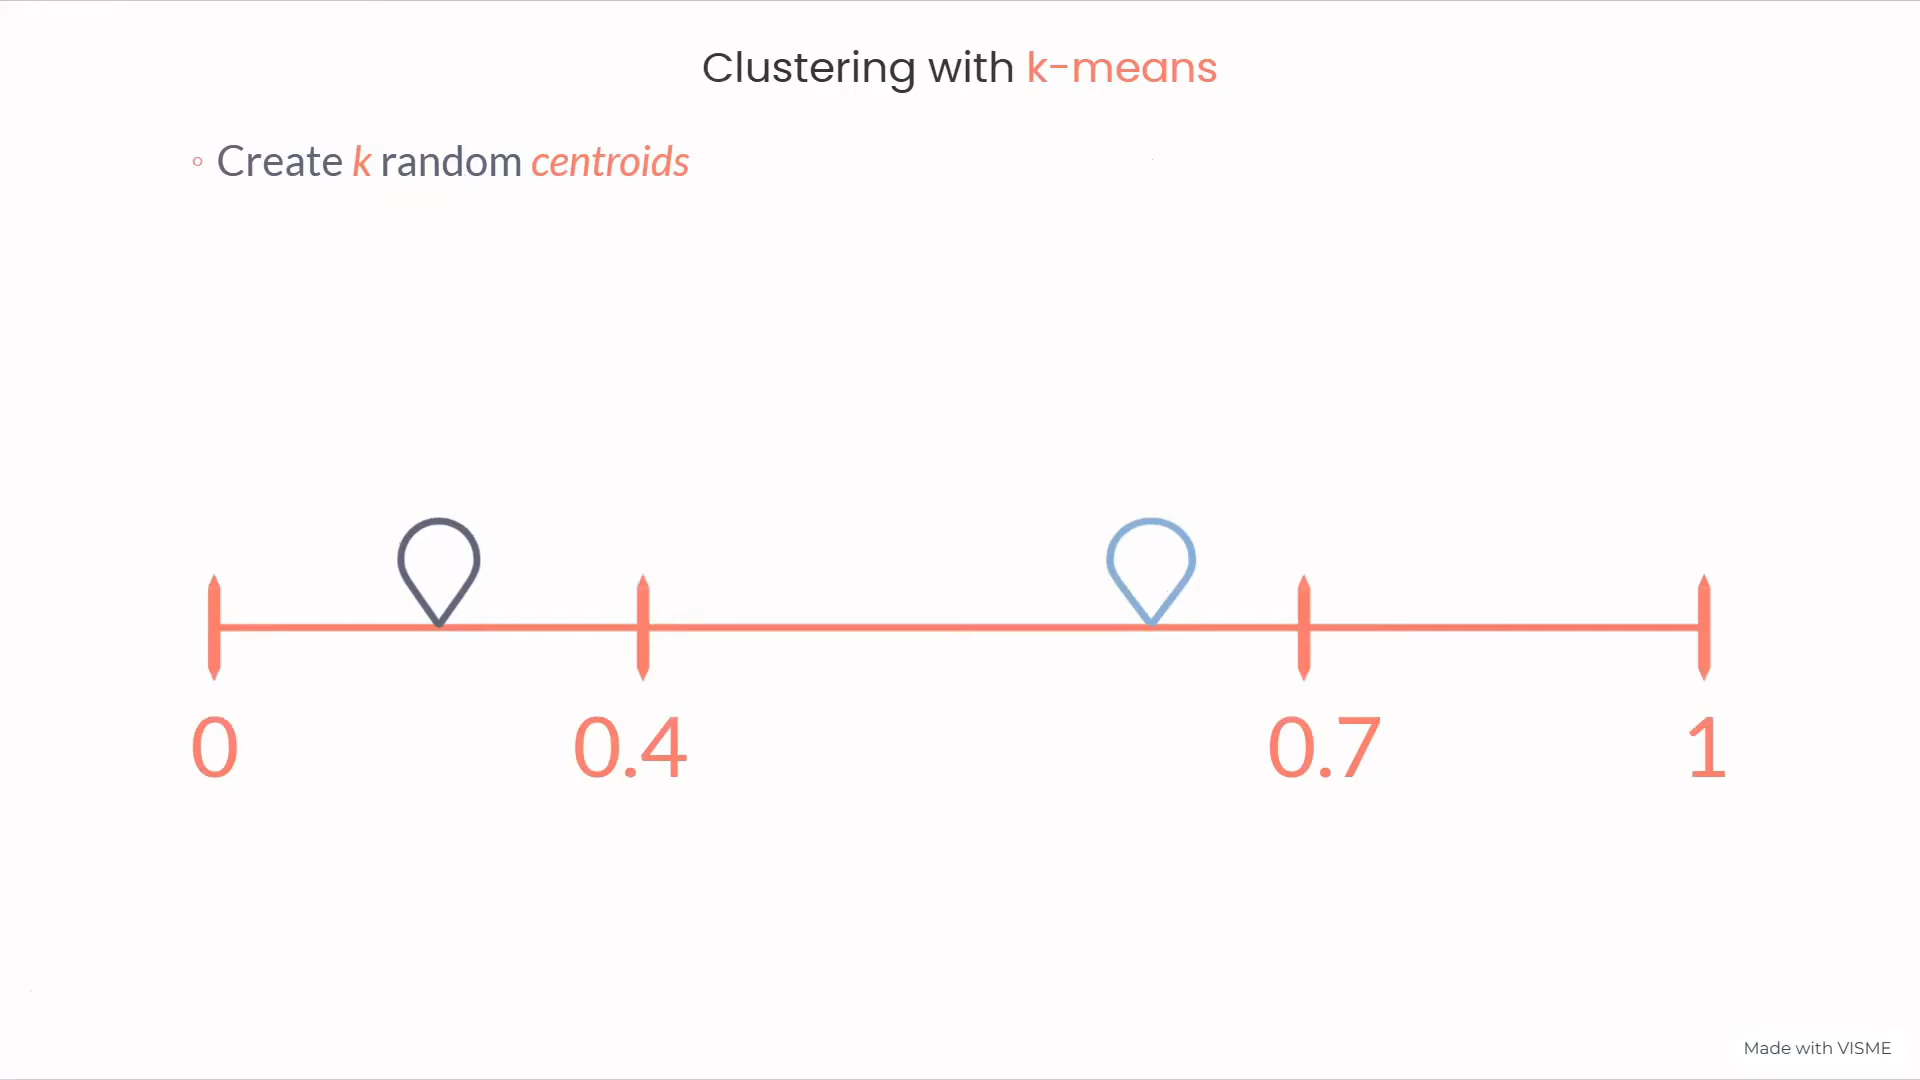 Clustering with k-means
◦ Create k random centroids
0 0.4 0.7 1
Made with VISME